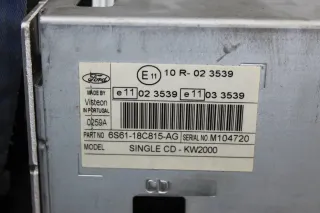 Ford
E11 10 R- 02 3539
MADE BY
Visteon
IN PORTUGAL
e11 02 3539 e11 03 3539
0259A
PART NO 6S61-18C815-AG SERIAL NO. M104720
MODEL SINGLE CD - KW2000
CD